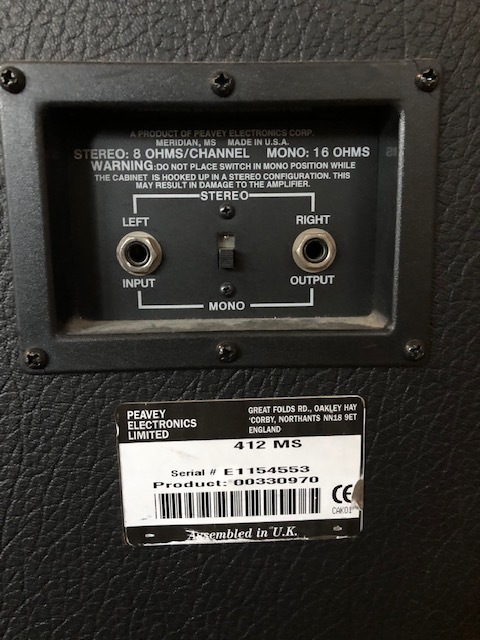 A PRODUCT OF PEAVEY ELECTRONICS CORP.
MERIDIAN, MS MADE IN U.S.A.
STEREO: 8 OHMS/CHANNEL MONO: 16 OHMS
WARNING: DO NOT PLACE SWITCH IN MONO POSITION WHILE
THE CABINET IS HOOKED UP IN A STEREO CONFIGURATION. THIS
MAY RESULT IN DAMAGE TO THE AMPLIFIER.
STEREO
LEFT RIGHT
INPUT OUTPUT
MONO
PEAVEY
ELECTRONICS
LIMITED
GREAT FOLDS RD., OAKLEY HAY
'CORBY, NORTHANTS NN18 9ET
ENGLAND
412 MS
Serial # E1154553
Product: 00330970
CE
CAK01
Assembled in U.K.